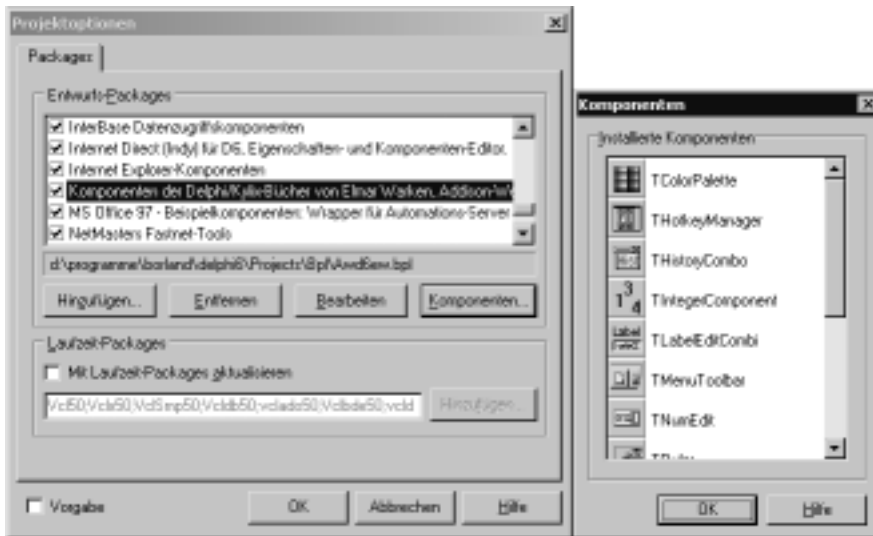 Projektoptionen
Packages
Entwurfs-Packages
InterBase Datenzugriffskomponenten
Internet Direct (Indy) für D6. Eigenschaften- und Komponenten-Editor.
Internet Explorer-Komponenten
Komponenten der Delphi/Kylix-Bücher von Elmar Warken, Addison-We
MS Office 97 - Beispielkomponenten: Wrapper für Automations-Server
NetMasters Fastnet-Tools
d:\programme\borland\delphi6\Projects\Bpl\AwdSew.bpl
Hinzufügen...
Entfernen
Bearbeiten
Komponenten...
Laufzeit-Packages
Mit Laufzeit-Packages aktualisieren
Vcl50;Vclx50;VclSmp50;Vcldb50;vclado50;Vclbde50;vcld
Hinzufügen...
Vorgabe
OK
Abbrechen
Hilfe
Komponenten
Installierte Komponenten
TColorPalette
THotkeyManager
THistoryCombo
TIntegerComponent
TLabelEditCombi
TMenuToolbar
TNumEdit
OK
Hilfe